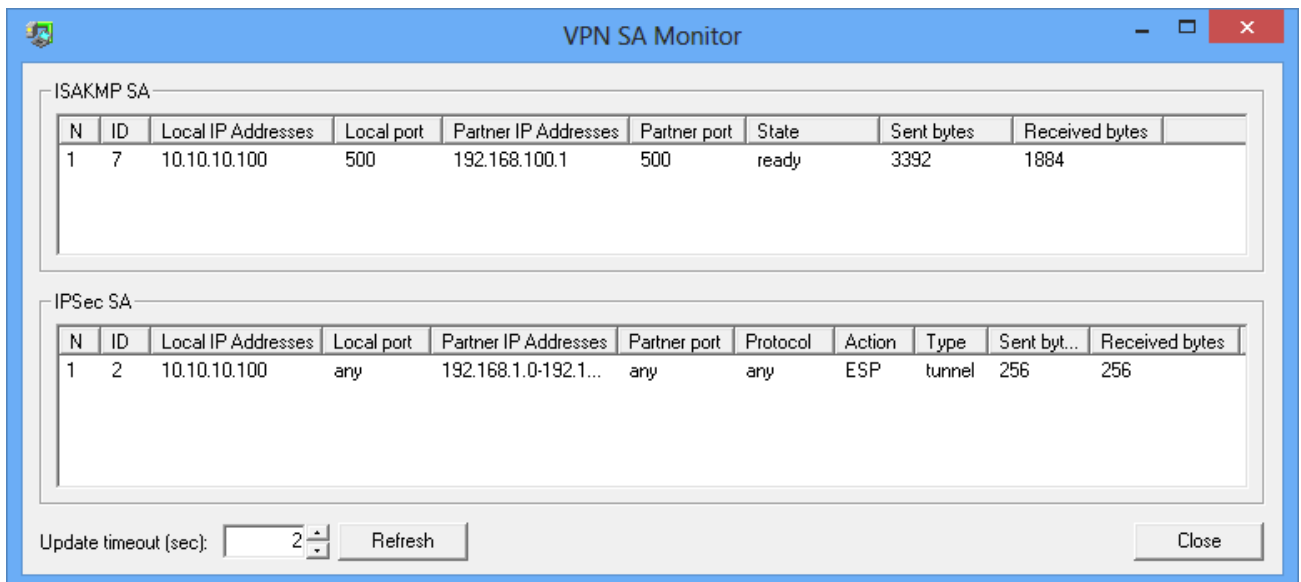 VPN SA Monitor
ISAKMP SA
N ID Local IP Addresses Local port Partner IP Addresses Partner port State Sent bytes Received bytes
1 7 10.10.10.100 500 192.168.100.1 500 ready 3392 1884
IPSec SA
N ID Local IP Addresses Local port Partner IP Addresses Partner port Protocol Action Type Sent byt... Received bytes
1 2 10.10.10.100 any 192.168.1.0-192.1... any any ESP tunnel 256 256
Update timeout (sec): 2 Refresh Close